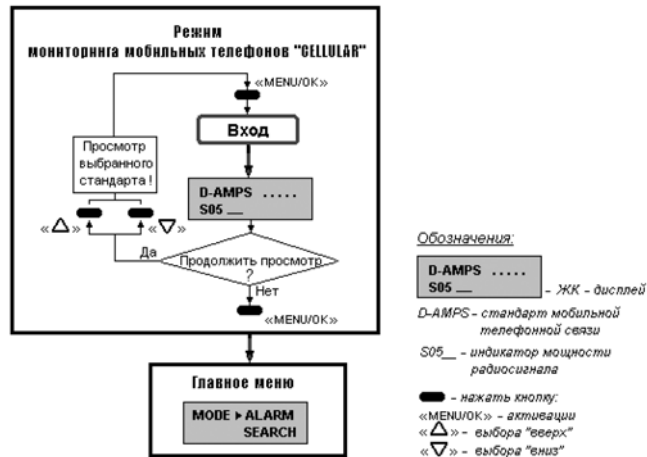 Режим
мониторинга мобильных телефонов "CELLULAR"
«MENU/OK»
Вход
Просмотр
выбранного
стандарта !
D-AMPS .....
S05 __
«△» «▽»
Да
Продолжить просмотр
?
Нет
«MENU/OK»
Главное меню
MODE ▸ ALARM
SEARCH
Обозначения:
D-AMPS .....
S05 __
- ЖК - дисплей
D-AMPS - стандарт мобильной
телефонной связи
S05__ - индикатор мощности
радиосигнала
- нажать кнопку:
«MENU/OK» - активации
«△» - выбора "вверх"
«▽» - выбора "вниз"